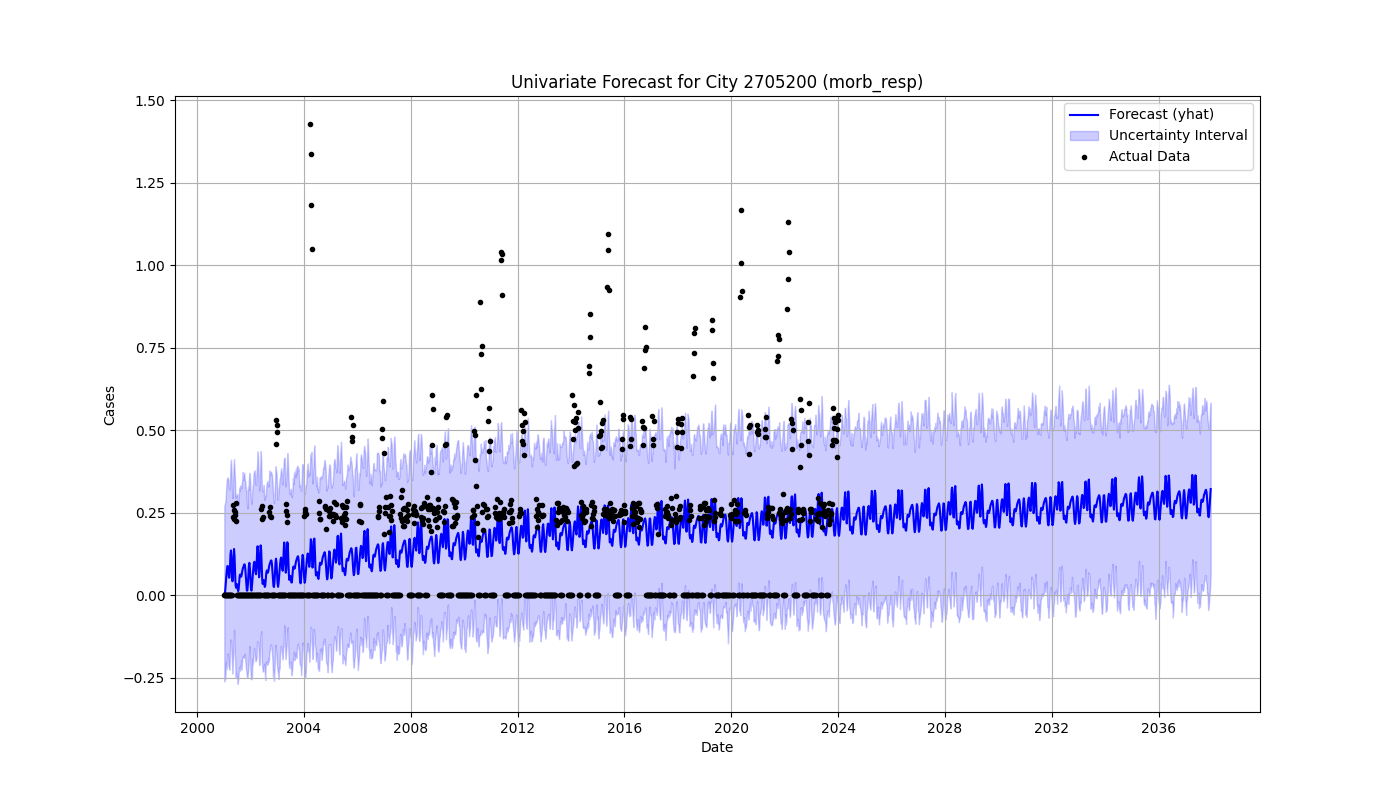 Univariate Forecast for City 2705200 (morb_resp)
Forecast (yhat)
Uncertainty Interval
Actual Data
Cases
1.50
1.25
1.00
0.75
0.50
0.25
0.00
−0.25
2000 2004 2008 2012 2016 2020 2024 2028 2032 2036
Date